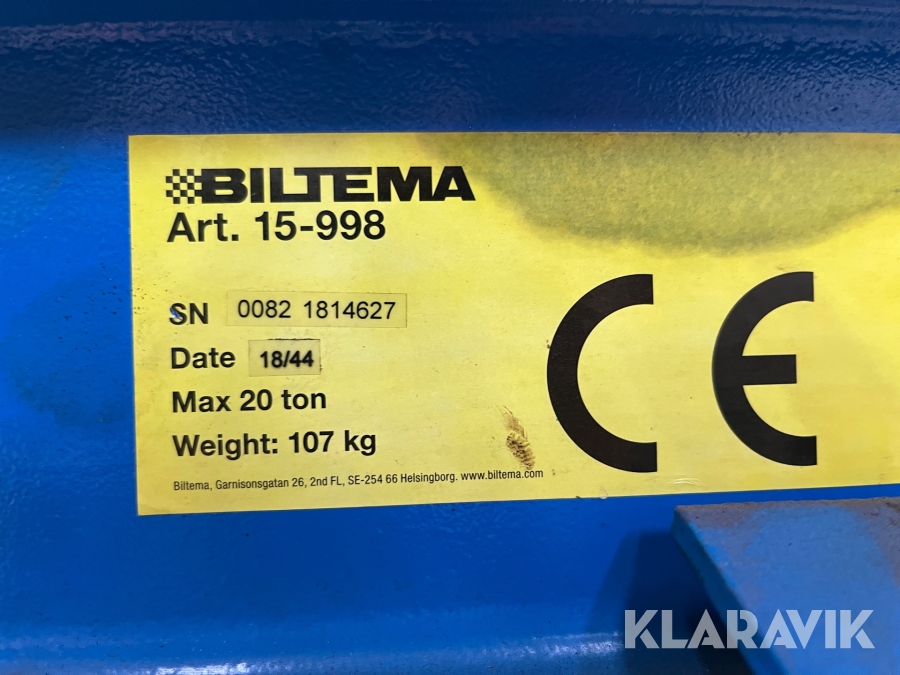 BILTEMA
Art. 15-998
SN 0082 1814627
Date 18/44
Max 20 ton
Weight: 107 kg
Biltema, Garnisonsgatan 26, 2nd FL, SE-254 66 Helsingborg. www.biltema.com
CE
KLARAVIK